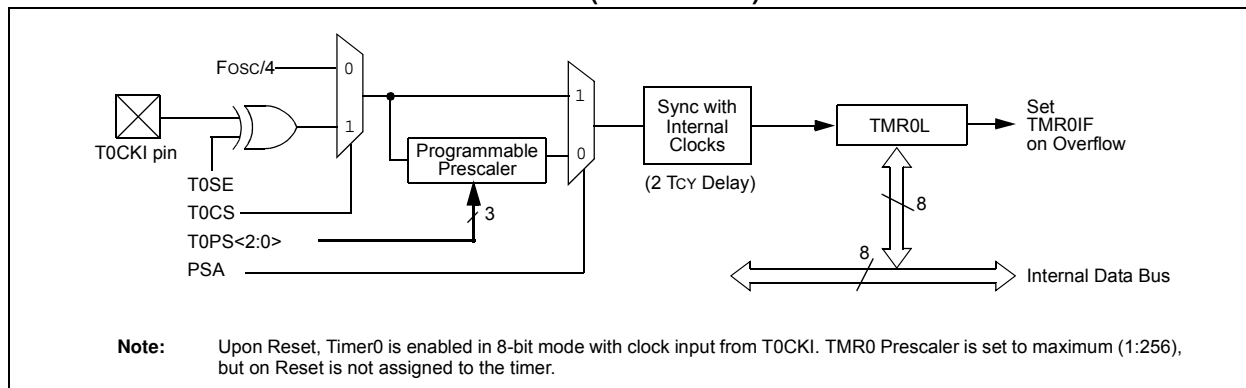 FOSC/4
0
1
T0CKI pin
T0SE
T0CS
T0PS<2:0>
PSA
Programmable
Prescaler
3
1
0
Sync with
Internal
Clocks
(2 TCY Delay)
TMR0L
Set
TMR0IF
on Overflow
8
8
Internal Data Bus
Note: Upon Reset, Timer0 is enabled in 8-bit mode with clock input from T0CKI. TMR0 Prescaler is set to maximum (1:256),
but on Reset is not assigned to the timer.